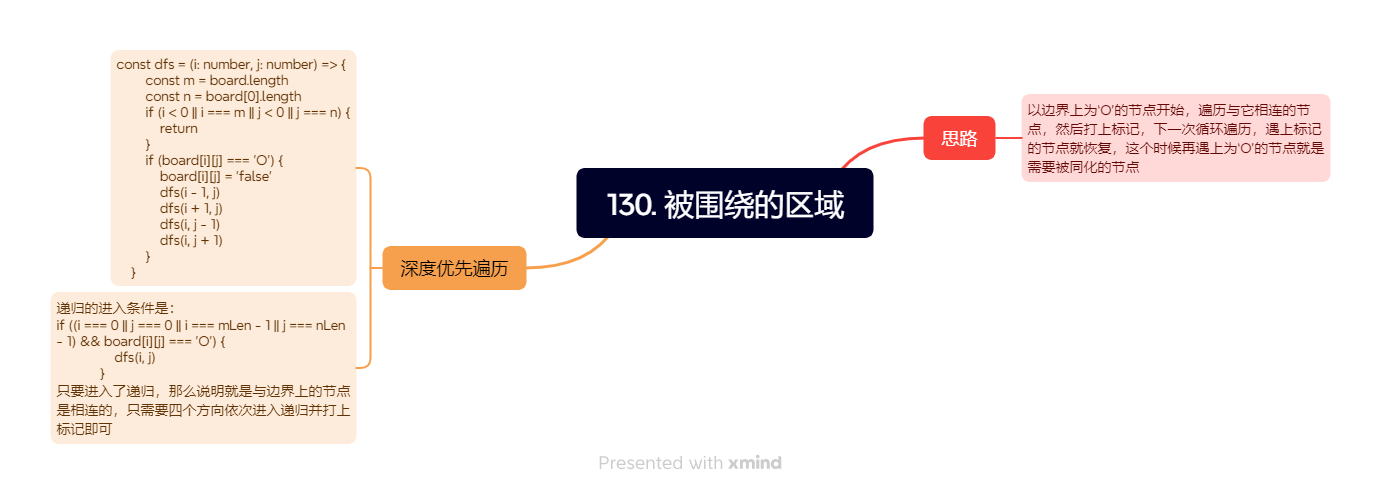 130. 被围绕的区域
思路
以边界上为'O'的节点开始，遍历与它相连的节
点，然后打上标记，下一次循环遍历，遇上标记
的节点就恢复，这个时候再遇上为'O'的节点就是
需要被同化的节点
深度优先遍历
const dfs = (i: number, j: number) => {
const m = board.length
const n = board[0].length
if (i < 0 || i === m || j < 0 || j === n) {
return
}
if (board[i][j] === 'O') {
board[i][j] = 'false'
dfs(i - 1, j)
dfs(i + 1, j)
dfs(i, j - 1)
dfs(i, j + 1)
}
}
递归的进入条件是：
if ((i === 0 || j === 0 || i === mLen - 1 || j === nLen
- 1) && board[i][j] === 'O') {
dfs(i, j)
}
只要进入了递归，那么说明就是与边界上的节点
是相连的，只需要四个方向依次进入递归并打上
标记即可
Presented with xmind